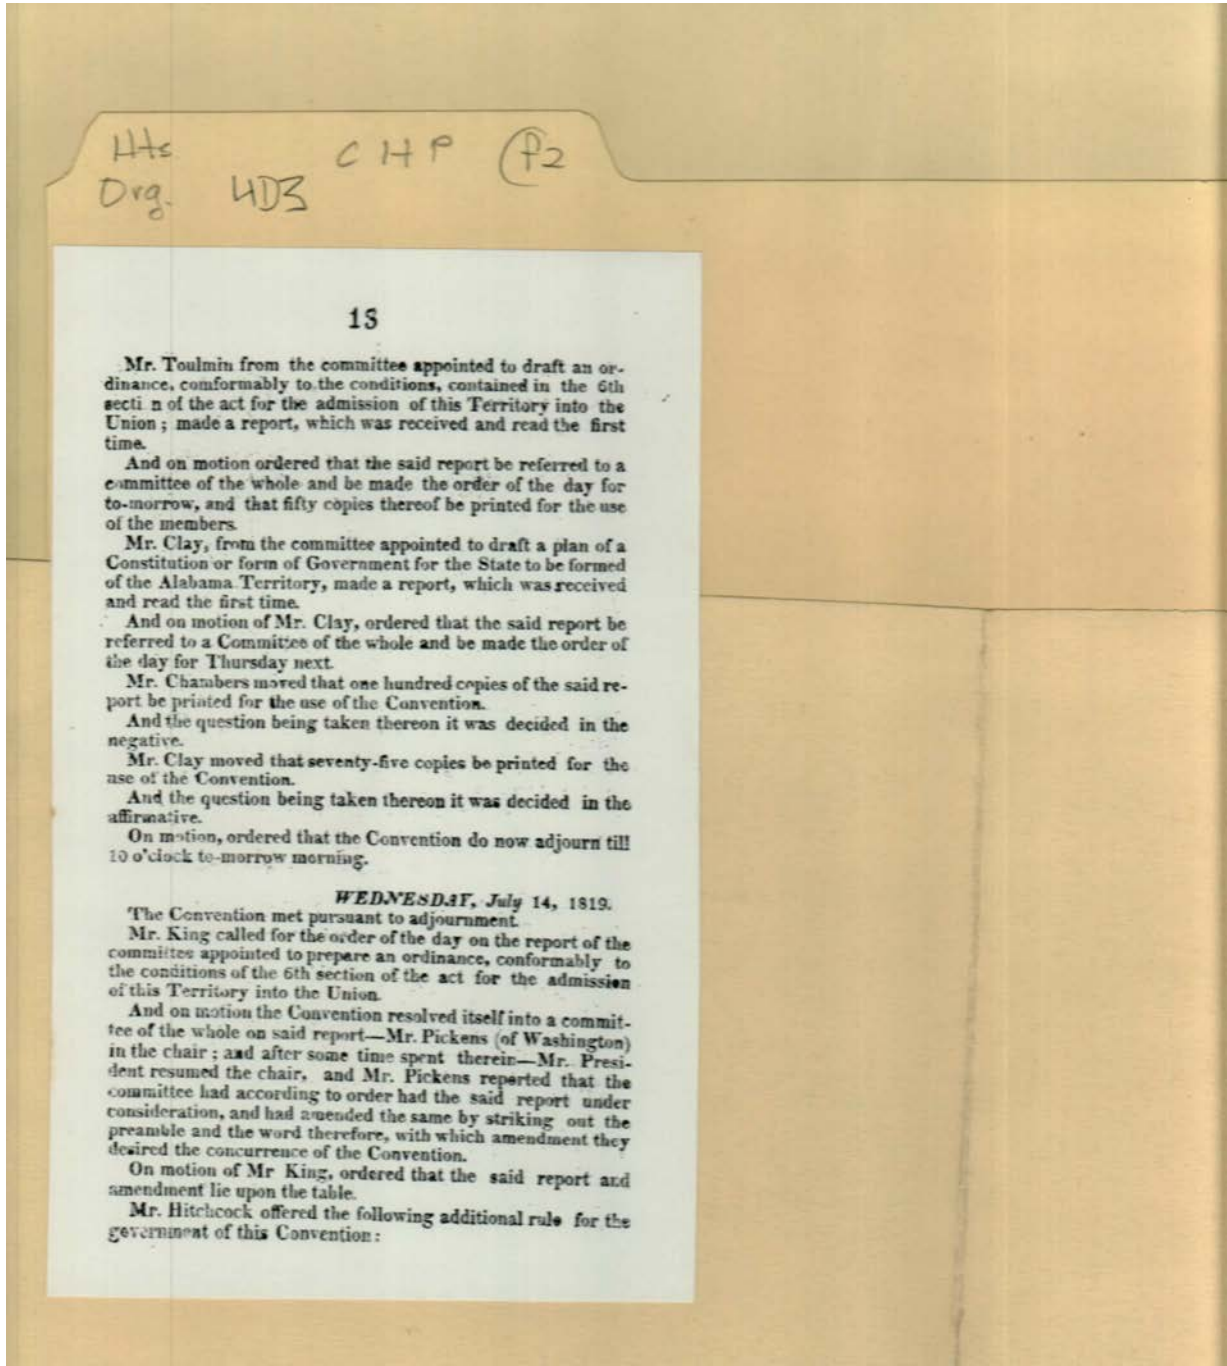 Hts C H P P2
Org. 4D3
13
Mr. Toulmin from the committee appointed to draft an or-
dinance, comformably to the conditions, contained in the 6th
secti n of the act for the admission of this Territory into the
Union ; made a report, which was received and read the first
time.
And on motion ordered that the said report be referred to a
committee of the whole and be made the order of the day for
to-morrow, and that fifty copies thereof be printed for the use
of the members.
Mr. Clay, from the committee appointed to draft a plan of a
Constitution or form of Government for the State to be formed
of the Alabama Territory, made a report, which was received
and read the first time.
And on motion of Mr. Clay, ordered that the said report be
referred to a Committee of the whole and be made the order of
the day for Thursday next.
Mr. Chambers moved that one hundred copies of the said re-
port be printed for the use of the Convention.
And the question being taken thereon it was decided in the
negative.
Mr. Clay moved that seventy-five copies be printed for the
use of the Convention.
And the question being taken thereon it was decided in the
affirmative.
On motion, ordered that the Convention do now adjourn till
10 o'clock to-morrow morning.
WEDNESDAY, July 14, 1819.
The Convention met pursuant to adjournment.
Mr. King called for the order of the day on the report of the
committee appointed to prepare an ordinance, conformably to
the conditions of the 6th section of the act for the admission
of this Territory into the Union.
And on motion the Convention resolved itself into a commit-
tee of the whole on said report—Mr. Pickens (of Washington)
in the chair ; and after some time spent therein—Mr. Presi-
dent resumed the chair, and Mr. Pickens reported that the
committee had according to order had the said report under
consideration, and had amended the same by striking out the
preamble and the word therefore, with which amendment they
desired the concurrence of the Convention.
On motion of Mr King, ordered that the said report and
amendment lie upon the table.
Mr. Hitchcock offered the following additional rule for the
government of this Convention :